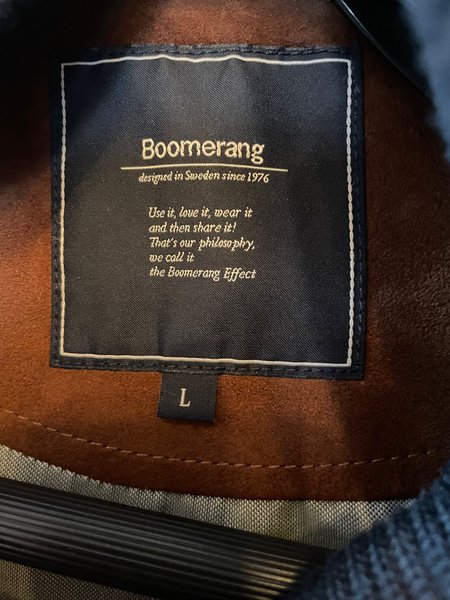 Boomerang
designed in Sweden since 1976
Use it, love it, wear it
and then share it!
That's our philosophy,
we call it
the Boomerang Effect
L